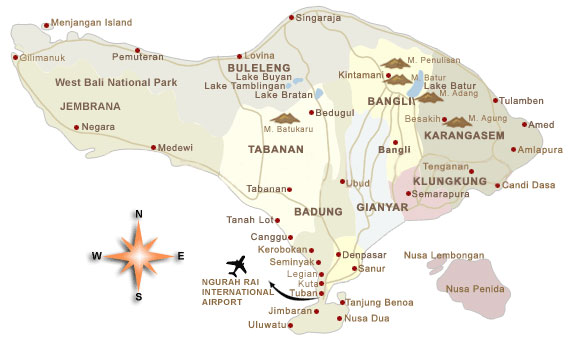 Menjangan Island
Singaraja
Gilimanuk
Pemuteran
Lovina
M. Penulisan
BULELENG
Kintamani
M. Batur
West Bali National Park
Lake Buyan
Lake Tamblingan
Lake Batur
Lake Bratan
BANGLI
M. Adang
Tulamben
JEMBRANA
Bedugul
Besakih
M. Agung
Amed
Negara
M. Batukaru
KARANGASEM
Medewi
TABANAN
Bangli
Amlapura
Tenganan
Tabanan
Ubud
KLUNGKUNG
Candi Dasa
Semarapura
BADUNG
GIANYAR
Tanah Lot
N
Canggu
Kerobokan
Denpasar
W
E
Seminyak
Sanur
Nusa Lembongan
Legian
NGURAH RAI
Kuta
INTERNATIONAL
Tuban
Nusa Penida
S
AIRPORT
Tanjung Benoa
Jimbaran
Nusa Dua
Uluwatu